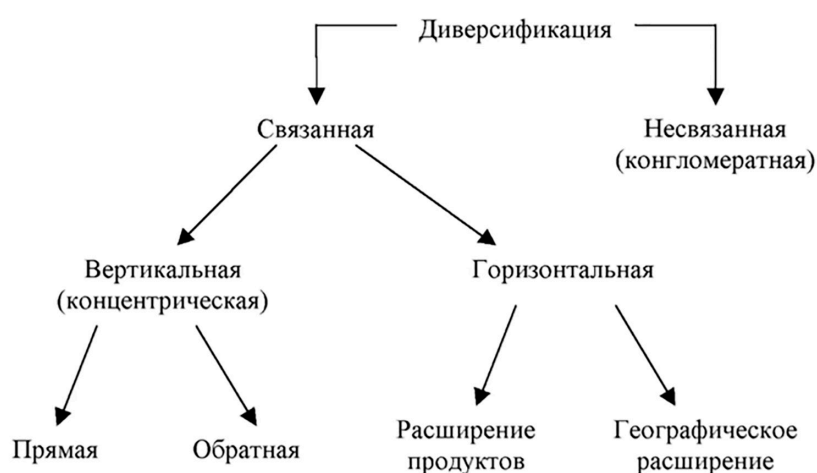 Диверсификация
Связанная
Несвязанная
(конгломератная)
Вертикальная
(концентрическая)
Горизонтальная
Прямая
Обратная
Расширение
продуктов
Географическое
расширение